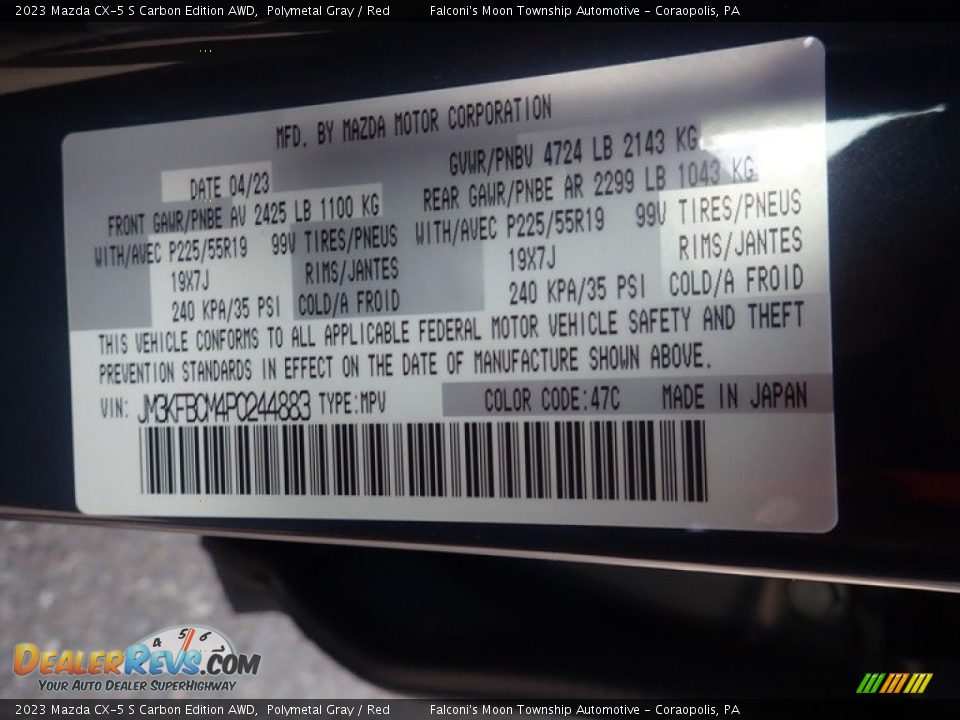 2023 Mazda CX-5 S Carbon Edition AWD, Polymetal Gray / Red Falconi's Moon Township Automotive - Coraopolis, PA
MFD. BY MAZDA MOTOR CORPORATION
DATE 04/23 GVWR/PNBV 4724 LB 2143 KG
FRONT GAWR/PNBE AV 2425 LB 1100 KG REAR GAWR/PNBE AR 2299 LB 1043 KG
WITH/AVEC P225/55R19 99V TIRES/PNEUS WITH/AVEC P225/55R19 99V TIRES/PNEUS
19X7J RIMS/JANTES 19X7J RIMS/JANTES
240 KPA/35 PSI COLD/A FROID 240 KPA/35 PSI COLD/A FROID
THIS VEHICLE CONFORMS TO ALL APPLICABLE FEDERAL MOTOR VEHICLE SAFETY AND THEFT
PREVENTION STANDARDS IN EFFECT ON THE DATE OF MANUFACTURE SHOWN ABOVE.
VIN: JM3KFBCM4P0244883 TYPE:MPV COLOR CODE:47C MADE IN JAPAN
4 5 6 7
DEALERREVS.COM
YOUR AUTO DEALER SUPERHIGHWAY
2023 Mazda CX-5 S Carbon Edition AWD, Polymetal Gray / Red Falconi's Moon Township Automotive - Coraopolis, PA